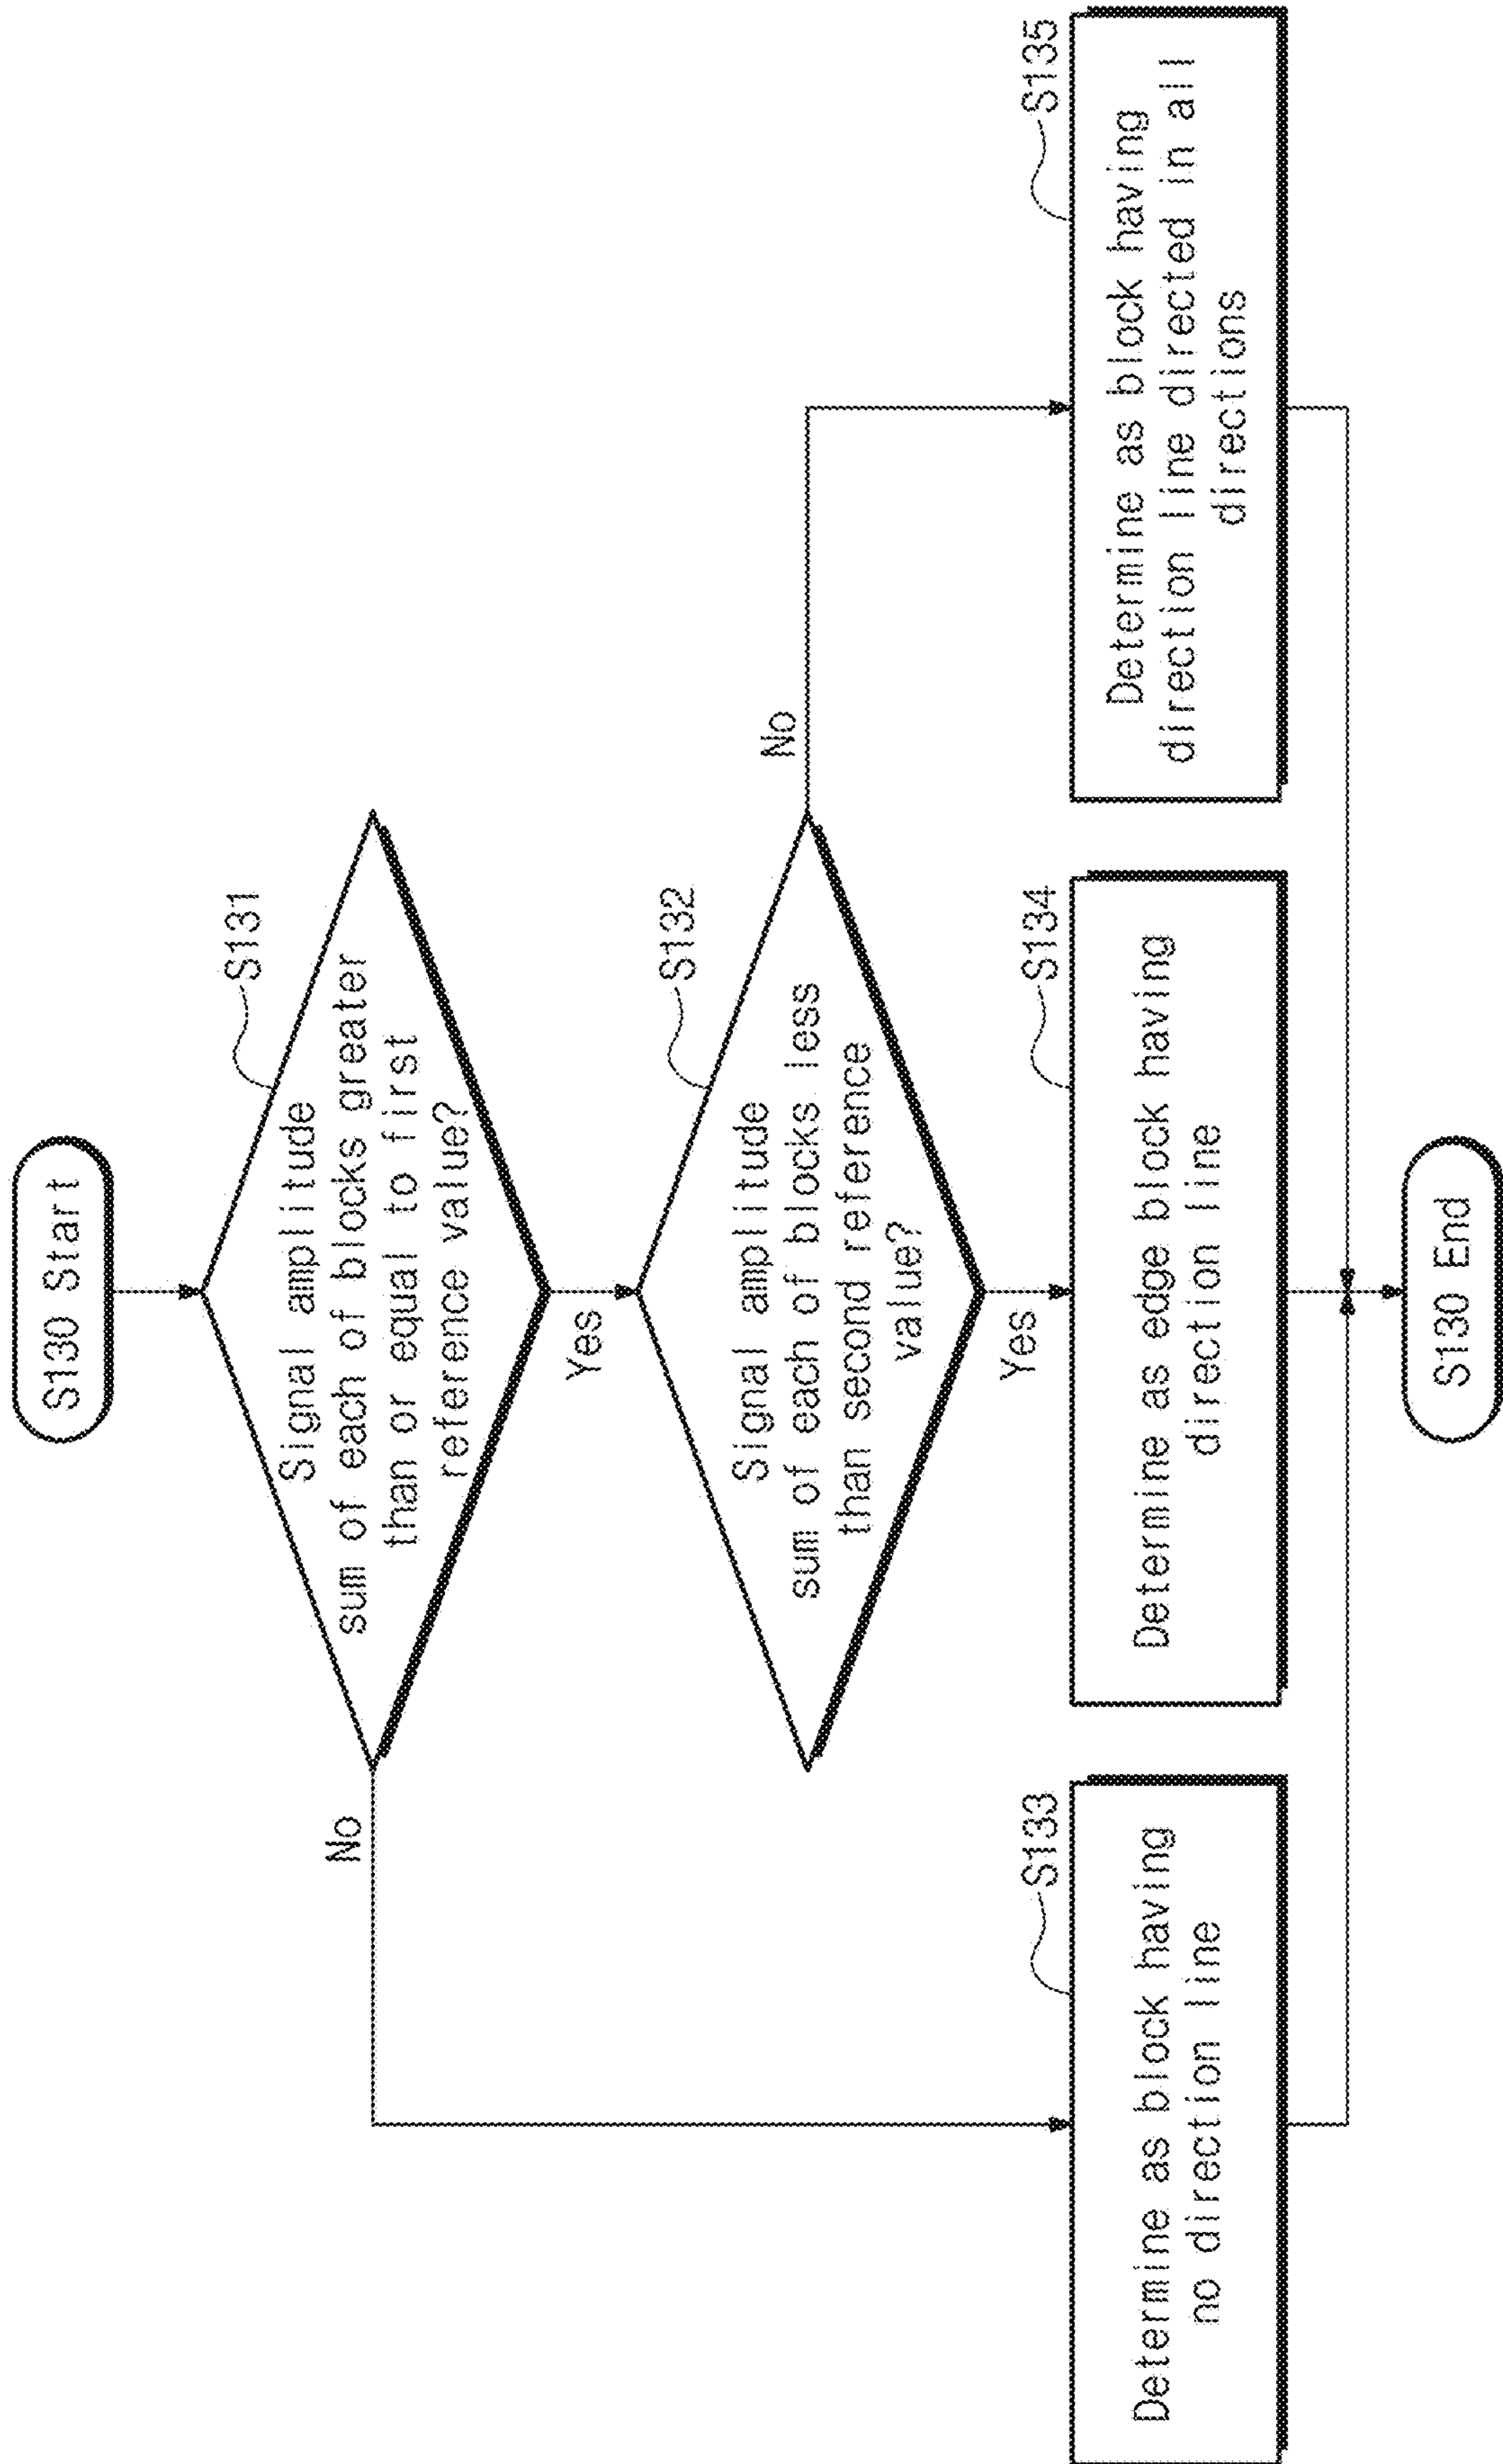 S130 Start
S131
Signal amplitude
sum of each of blocks greater
than or equal to first
reference value?
No
Yes
S132
Signal amplitude
sum of each of blocks less
than second reference
value?
No
Yes
S133
Determine as block having
no direction line
S134
Determine as edge block having
direction line
S135
Determine as block having
direction line directed in all
directions
S130 End